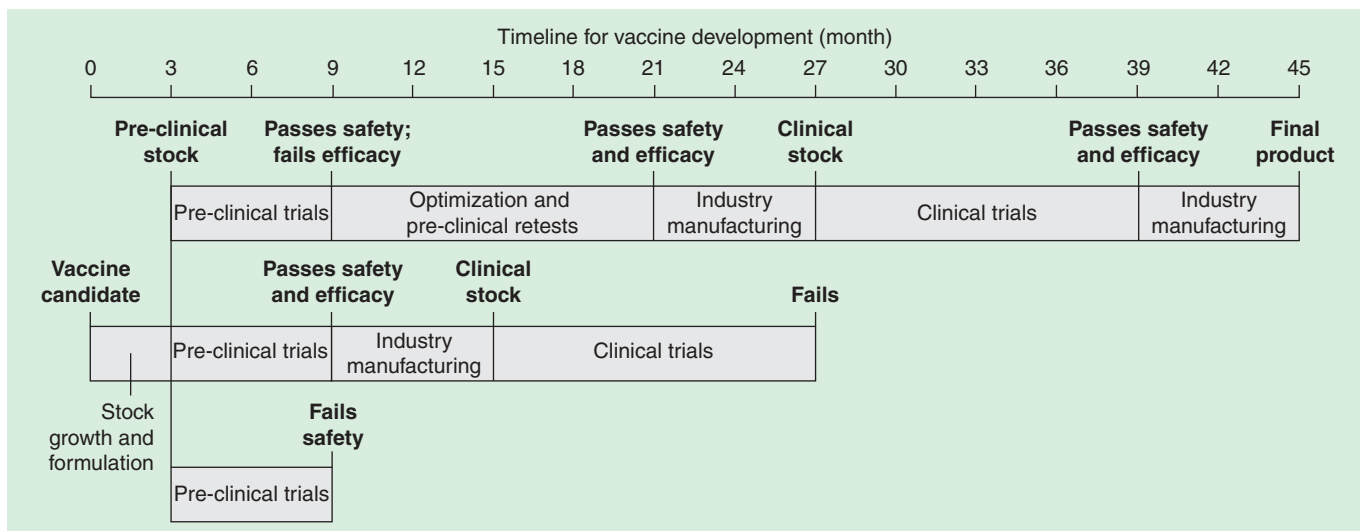 Timeline for vaccine development (month)
0 3 6 9 12 15 18 21 24 27 30 33 36 39 42 45
Pre-clinical
stock
Passes safety;
fails efficacy
Passes safety
and efficacy
Clinical
stock
Passes safety
and efficacy
Final
product
Pre-clinical trials
Optimization and
pre-clinical retests
Industry
manufacturing
Clinical trials
Industry
manufacturing
Vaccine
candidate
Passes safety
and efficacy
Clinical
stock
Fails
Pre-clinical trials
Industry
manufacturing
Clinical trials
Stock
growth and
formulation
Fails
safety
Pre-clinical trials